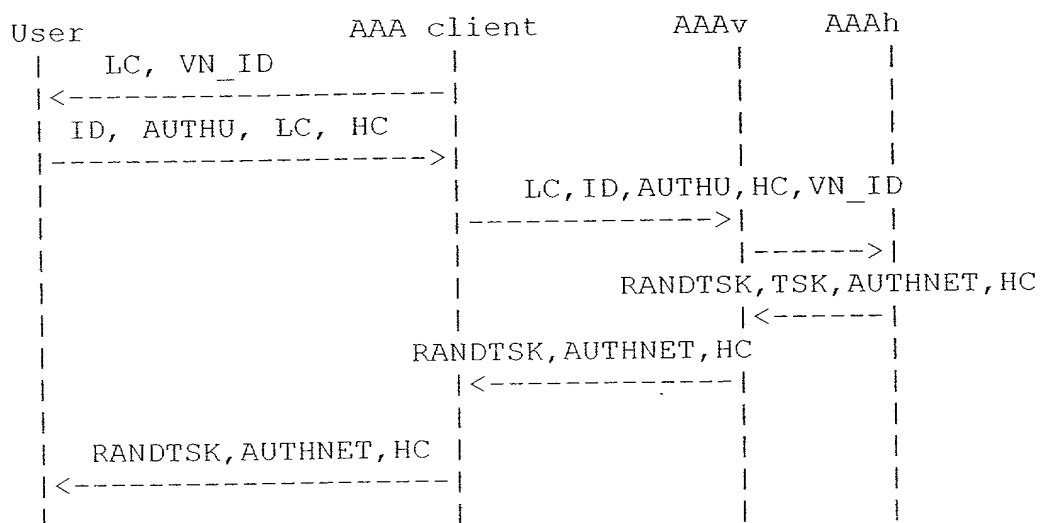 User AAA client AAAv AAAh
LC, VN_ID
ID, AUTHU, LC, HC
LC,ID,AUTHU,HC,VN_ID
RANDTSK,TSK,AUTHNET,HC
RANDTSK,AUTHNET,HC
RANDTSK,AUTHNET,HC